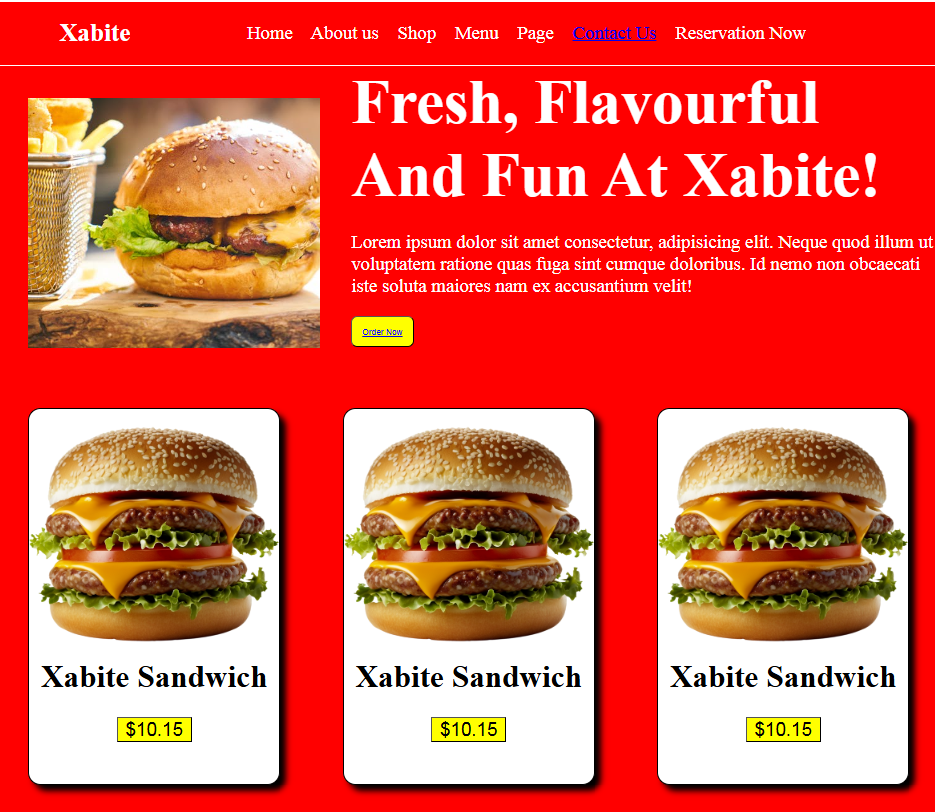 Xabite Home About us Shop Menu Page Contact Us Reservation Now
Fresh, Flavourful
And Fun At Xabite!
Lorem ipsum dolor sit amet consectetur, adipisicing elit. Neque quod illum ut
voluptatem ratione quas fuga sint cumque doloribus. Id nemo non obcaecati
iste soluta maiores nam ex accusantium velit!
Order Now
Xabite Sandwich Xabite Sandwich Xabite Sandwich
$10.15 $10.15 $10.15